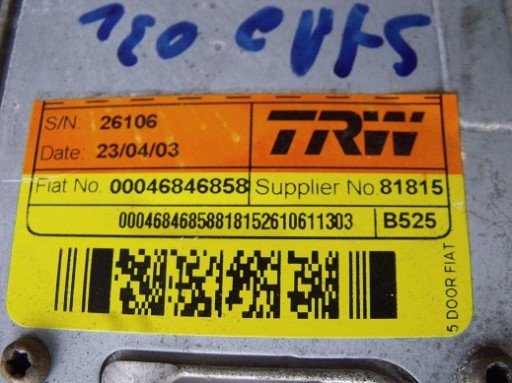 S/N: 26106
Date: 23/04/03
TRW
Fiat No. 00046846858
Supplier No 81815
00046846858818152610611303
B525
5 DOOR FIAT